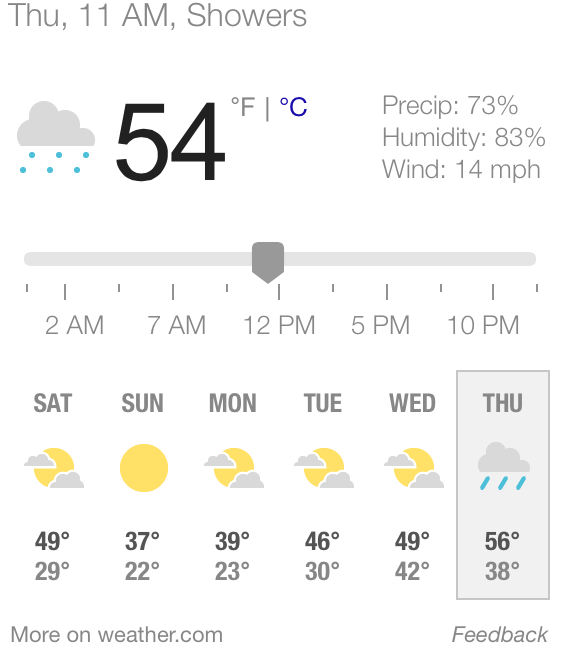 Thu, 11 AM, Showers
54 °F | °C
Precip: 73%
Humidity: 83%
Wind: 14 mph
2 AM 7 AM 12 PM 5 PM 10 PM
SAT SUN MON TUE WED THU
49° 37° 39° 46° 49° 56°
29° 22° 23° 30° 42° 38°
More on weather.com Feedback